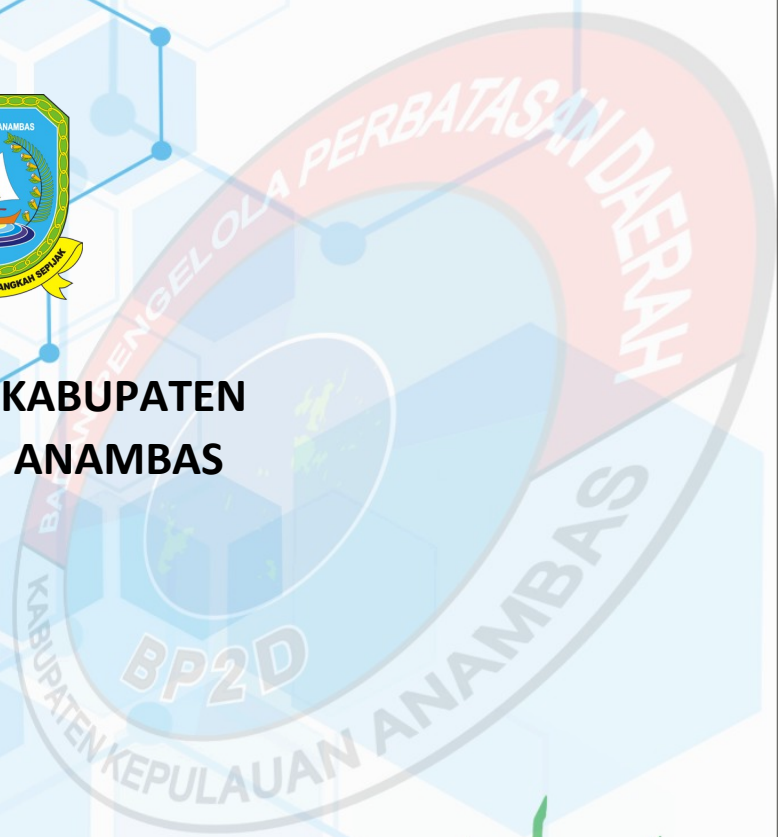 ANAMBAS
ANGKAH SEPIJAK
KABUPATEN
ANAMBAS
BADAN PENGELOLA PERBATASAN DAERAH
BP2D
KABUPATEN KEPULAUAN ANAMBAS